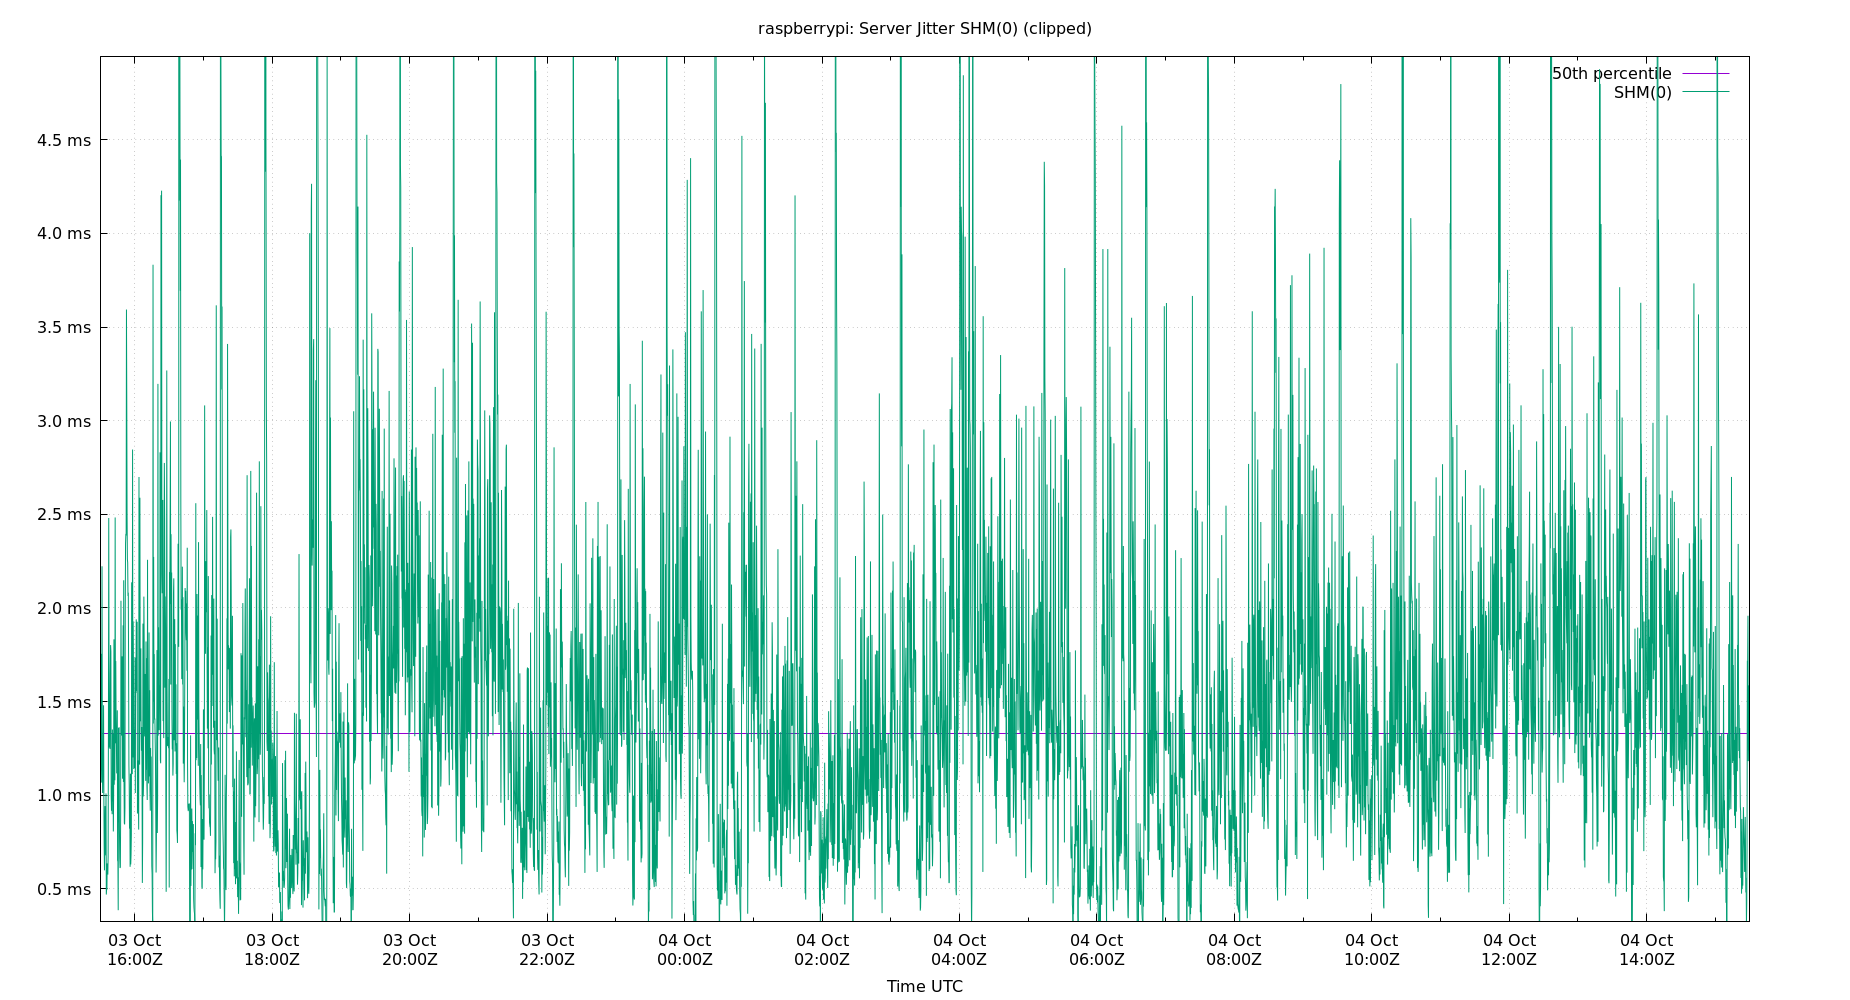 raspberrypi: Server Jitter SHM(0) (clipped)
50th percentile
SHM(0)
4.5 ms
4.0 ms
3.5 ms
3.0 ms
2.5 ms
2.0 ms
1.5 ms
1.0 ms
0.5 ms
03 Oct 03 Oct 03 Oct 03 Oct 04 Oct 04 Oct 04 Oct 04 Oct 04 Oct 04 Oct 04 Oct 04 Oct
16:00Z 18:00Z 20:00Z 22:00Z 00:00Z 02:00Z 04:00Z 06:00Z 08:00Z 10:00Z 12:00Z 14:00Z
Time UTC